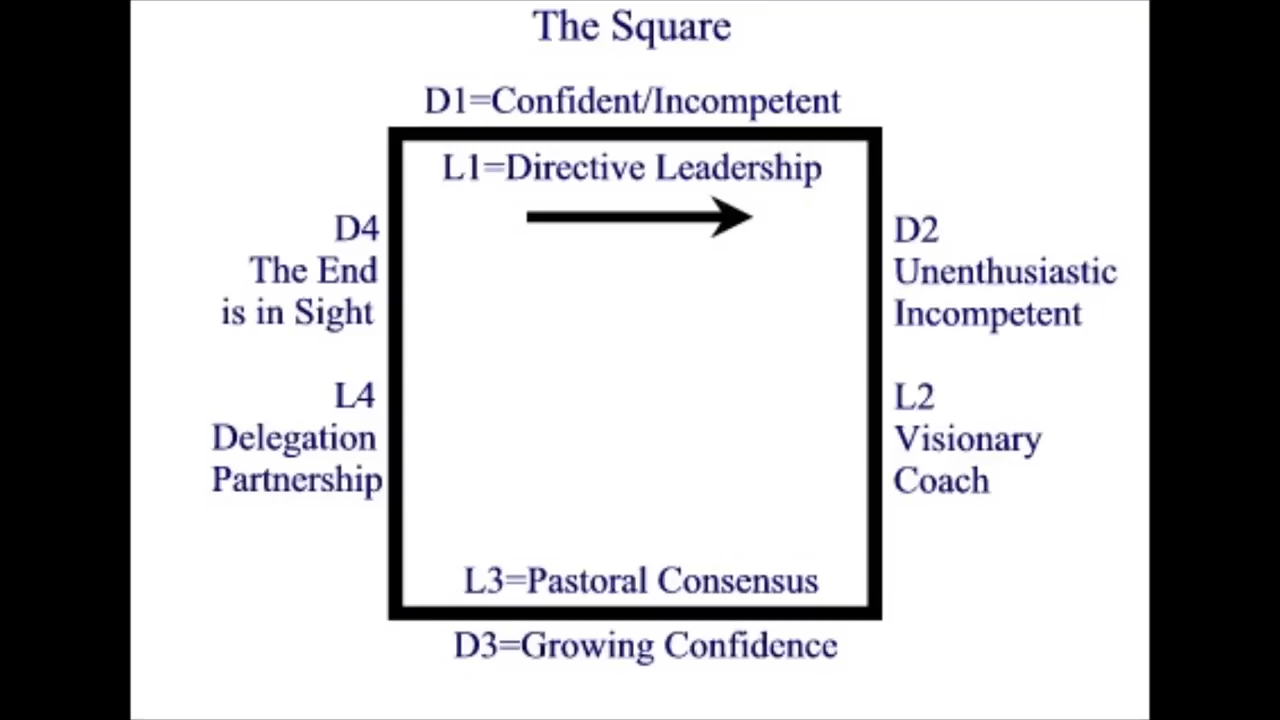 The Square
D1=Confident/Incompetent
L1=Directive Leadership
D4
The End
is in Sight
L4
Delegation
Partnership
D2
Unenthusiastic
Incompetent
L2
Visionary
Coach
L3=Pastoral Consensus
D3=Growing Confidence